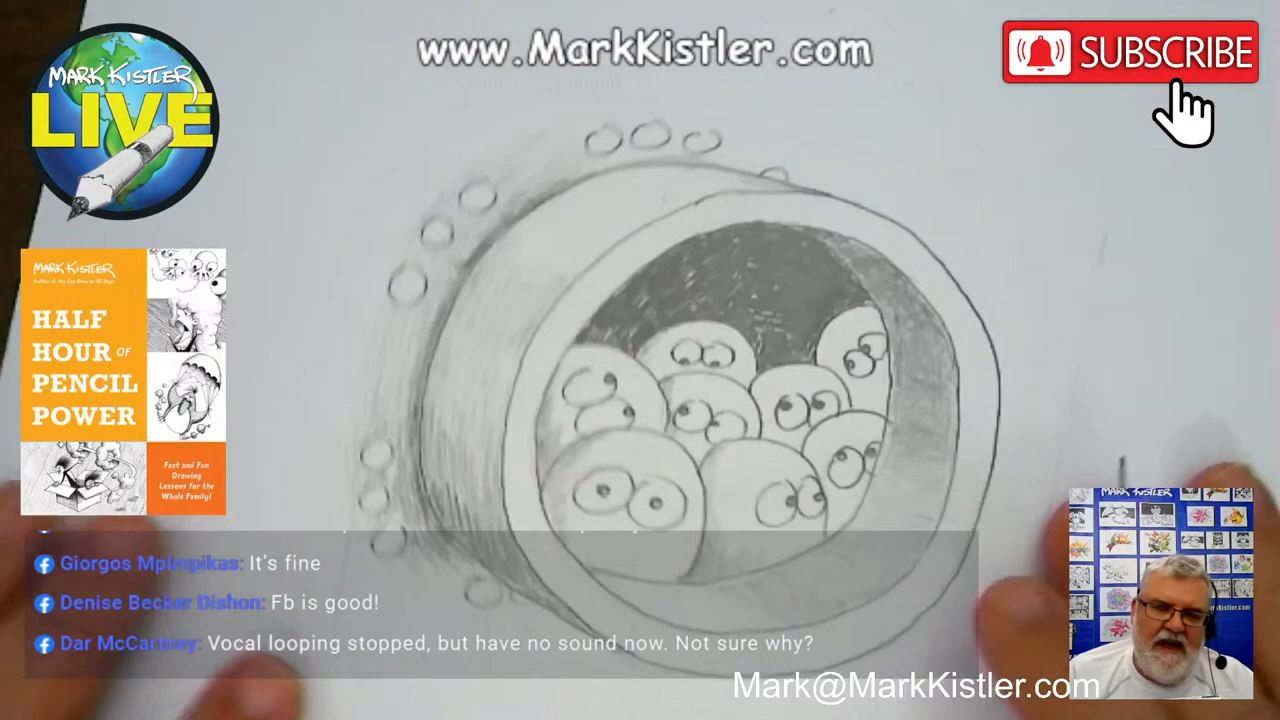 www.MarkKistler.com
SUBSCRIBE
MARK KISTLER
LIVE
MARK KISTLER
HALF
HOUR OF
PENCIL
POWER
Fast and Fun
Drawing
Lessons for the
Whole Family!
Giorgos Mpimpikas: It's fine
Denise Becker Dishon: Fb is good!
Dar McCartney: Vocal looping stopped, but have no sound now. Not sure why?
Mark@MarkKistler.com
MARK KISTLER